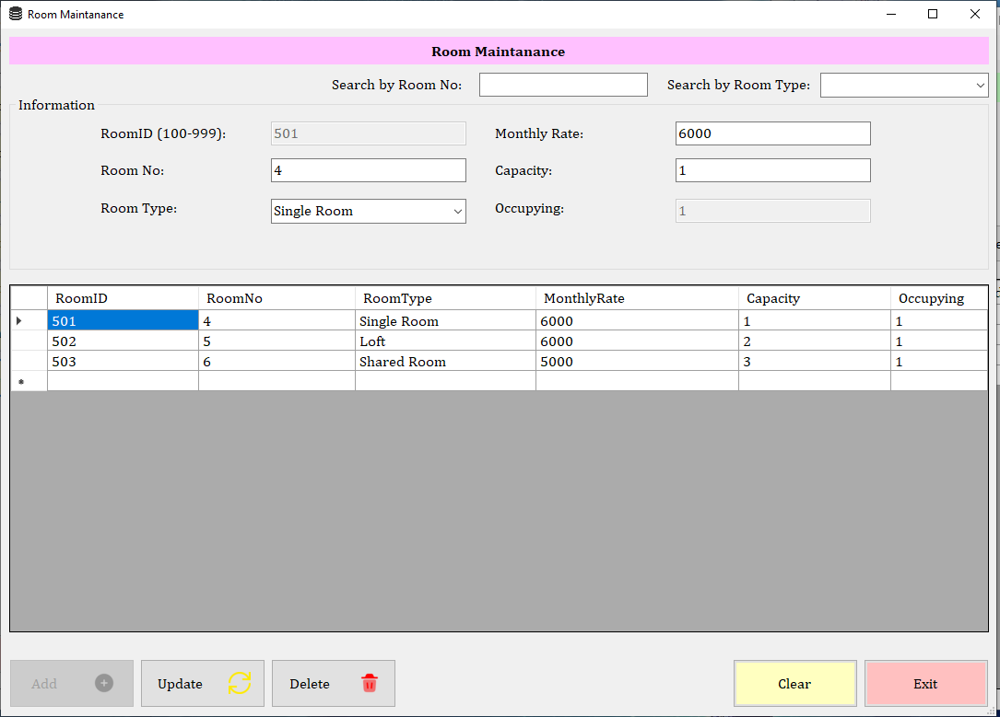 Room Maintanance
Room Maintanance
Search by Room No: Search by Room Type:
Information
RoomID (100-999): 501 Monthly Rate: 6000
Room No: 4 Capacity: 1
Room Type: Single Room Occupying: 1
RoomID RoomNo RoomType MonthlyRate Capacity Occupying
501 4 Single Room 6000 1 1
502 5 Loft 6000 2 1
503 6 Shared Room 5000 3 1
Add Update Delete Clear Exit